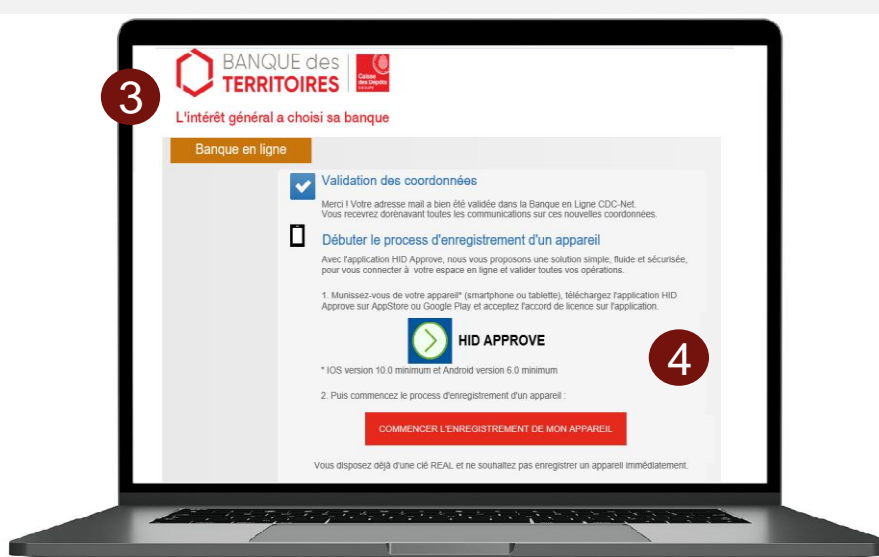 3
BANQUE des
TERRITOIRES
Caisse
des Dépôts
GROUPE
L'intérêt général a choisi sa banque
Banque en ligne
Validation des coordonnées
Merci ! Votre adresse mail a bien été validée dans la Banque en Ligne CDC-Net.
Vous recevrez dorénavant toutes les communications sur ces nouvelles coordonnées.
Débuter le process d'enregistrement d'un appareil
Avec l'application HID Approve, nous vous proposons une solution simple, fluide et sécurisée,
pour vous connecter à votre espace en ligne et valider toutes vos opérations.
1. Munissez-vous de votre appareil* (smartphone ou tablette), téléchargez l'application HID
Approve sur AppStore ou Google Play et acceptez l'accord de licence sur l'application.
HID APPROVE
4
* IOS version 10.0 minimum et Android version 6.0 minimum
2. Puis commencez le process d'enregistrement d'un appareil :
COMMENCER L'ENREGISTREMENT DE MON APPAREIL
Vous disposez déjà d'une clé REAL et ne souhaitez pas enregistrer un appareil immédiatement.